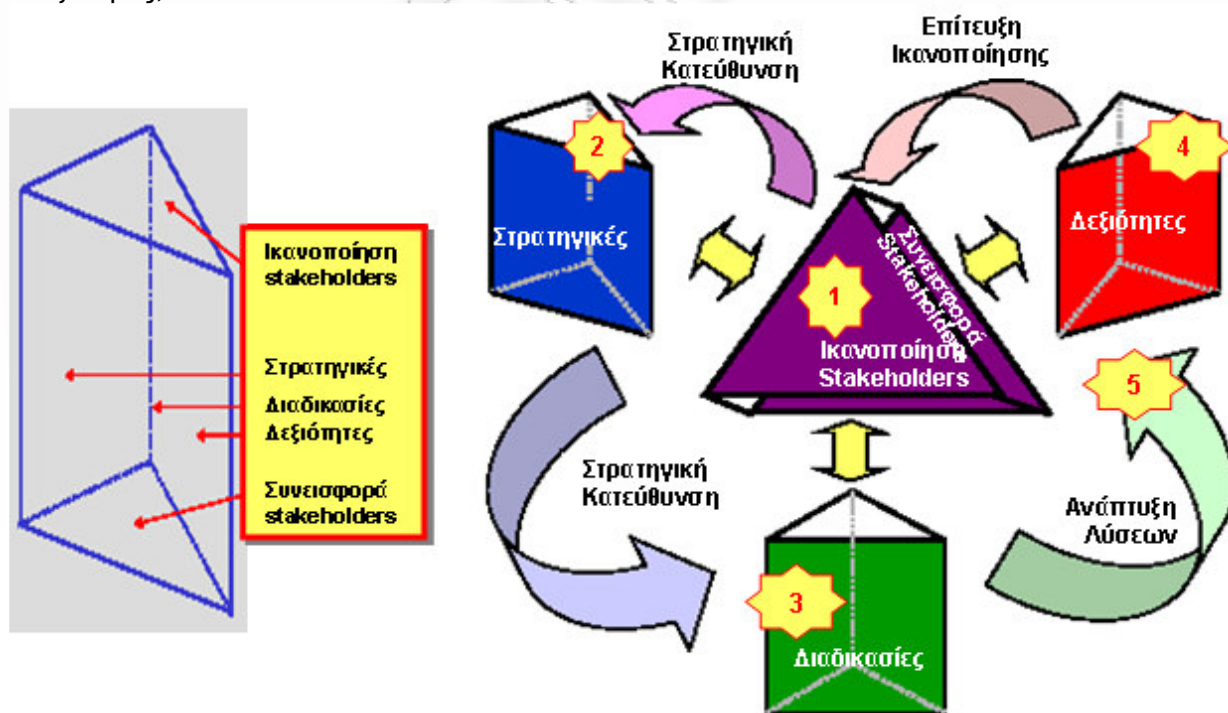 Ικανοποίηση
stakeholders
Στρατηγικές
Διαδικασίες
Δεξιότητες
Συνεισφορά
stakeholders
Στρατηγική
Κατεύθυνση
Επίτευξη
Ικανοποίησης
2
4
Στρατηγικές
Δεξιότητες
1
Συνεισφορά
Stakeholders
Ικανοποίηση
Stakeholders
5
Στρατηγική
Κατεύθυνση
Ανάπτυξη
Λύσεων
3
Διαδικασίες